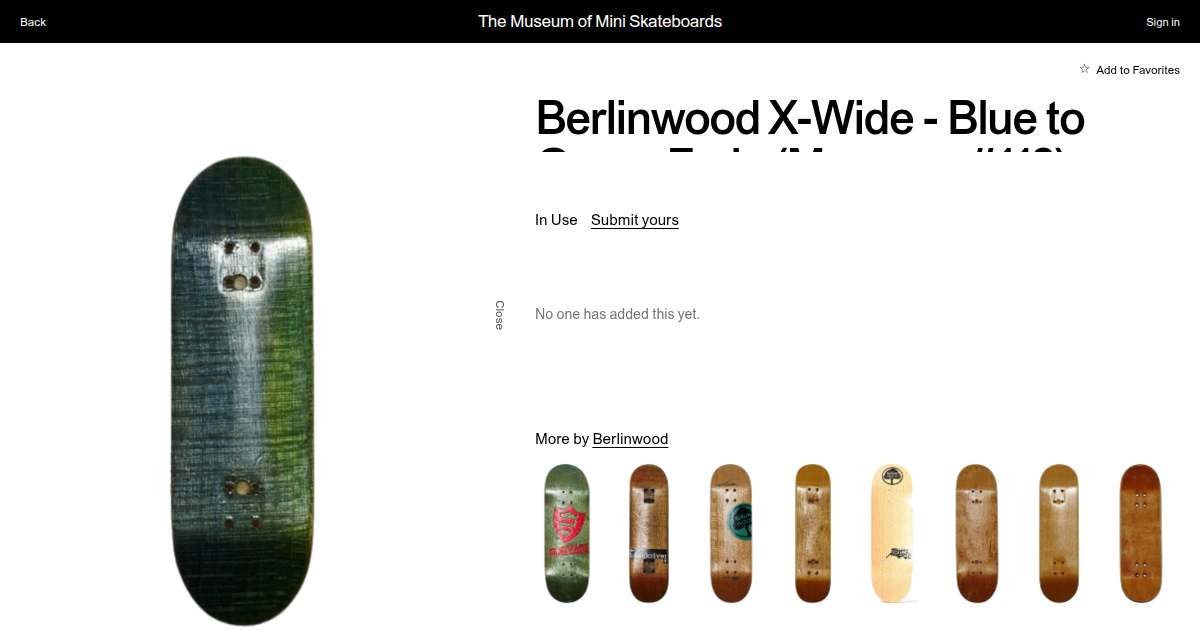 Back
The Museum of Mini Skateboards
Sign in
☆ Add to Favorites
Berlinwood X-Wide - Blue to
In Use Submit yours
Close
No one has added this yet.
More by Berlinwood